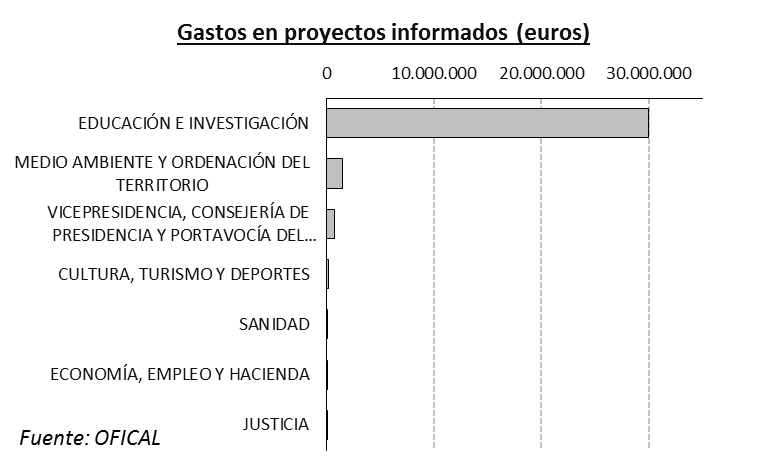 Gastos en proyectos informados (euros)
0 10.000.000 20.000.000 30.000.000
EDUCACIÓN E INVESTIGACIÓN
MEDIO AMBIENTE Y ORDENACIÓN DEL
TERRITORIO
VICEPRESIDENCIA, CONSEJERÍA DE
PRESIDENCIA Y PORTAVOCÍA DEL...
CULTURA, TURISMO Y DEPORTES
SANIDAD
ECONOMÍA, EMPLEO Y HACIENDA
JUSTICIA
Fuente: OFICAL